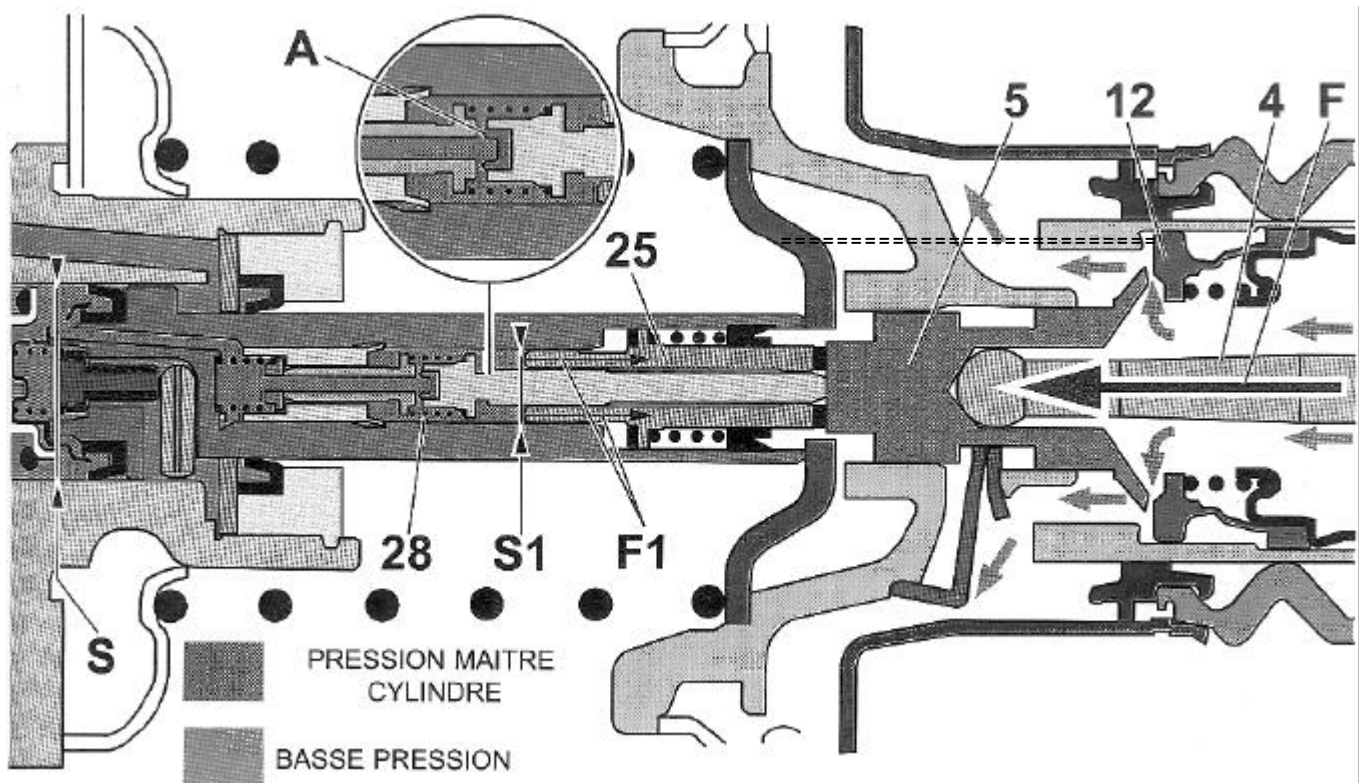 A
5 12 4 F
25
28 S1 F1
S
PRESSION MAITRE
CYLINDRE
BASSE PRESSION